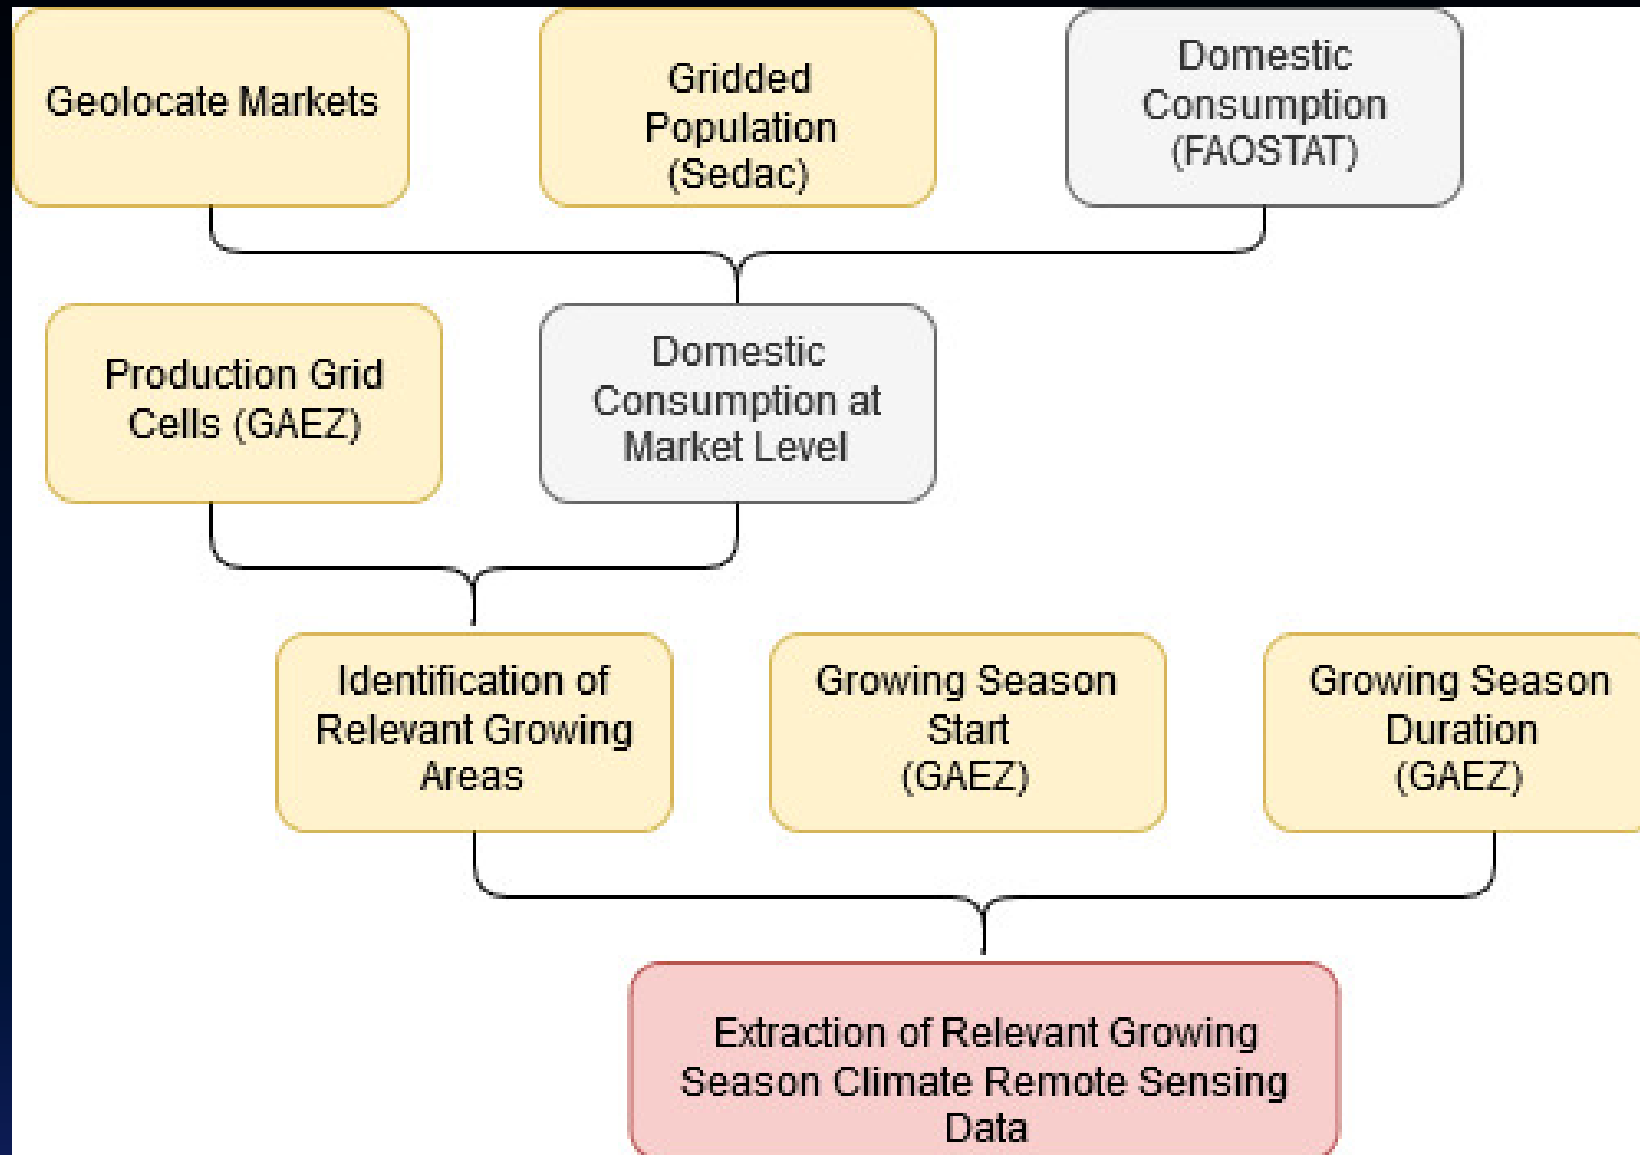 Geolocate Markets
Gridded
Population
(Sedac)
Domestic
Consumption
(FAOSTAT)
Production Grid
Cells (GAEZ)
Domestic
Consumption at
Market Level
Identification of
Relevant Growing
Areas
Growing Season
Start
(GAEZ)
Growing Season
Duration
(GAEZ)
Extraction of Relevant Growing
Season Climate Remote Sensing
Data